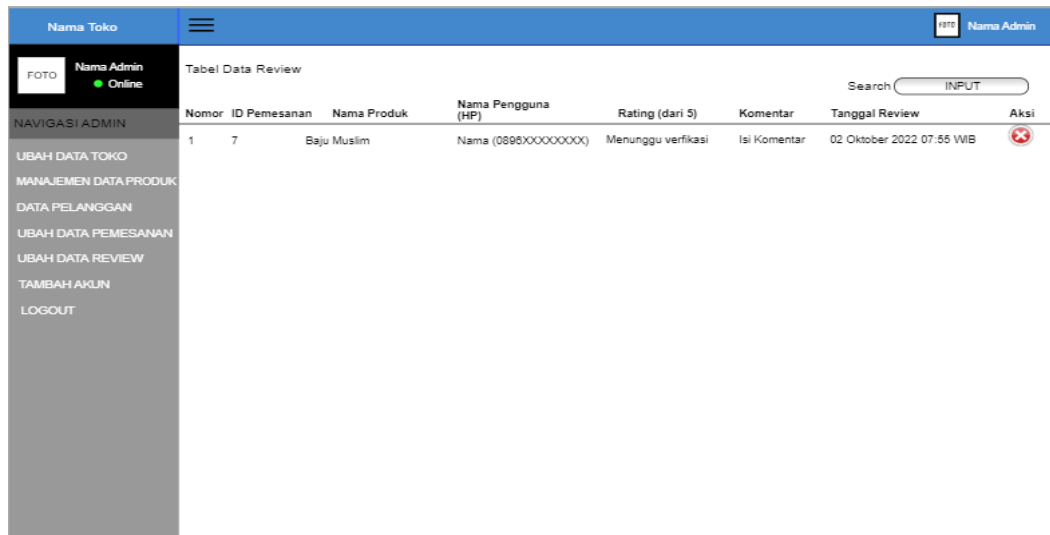 Nama Toko
FOTO Nama Admin
FOTO
Nama Admin
Online
NAVIGASI ADMIN
UBAH DATA TOKO
MANAJEMEN DATA PRODUK
DATA PELANGGAN
UBAH DATA PEMESANAN
UBAH DATA REVIEW
TAMBAH AKUN
LOGOUT
Tabel Data Review
Search INPUT
Nomor ID Pemesanan Nama Produk Nama Pengguna (HP) Rating (dari 5) Komentar Tanggal Review Aksi
1 7 Baju Muslim Nama (0896XXXXXXXXX) Menunggu verfikasi Isi Komentar 02 Oktober 2022 07:55 WIB